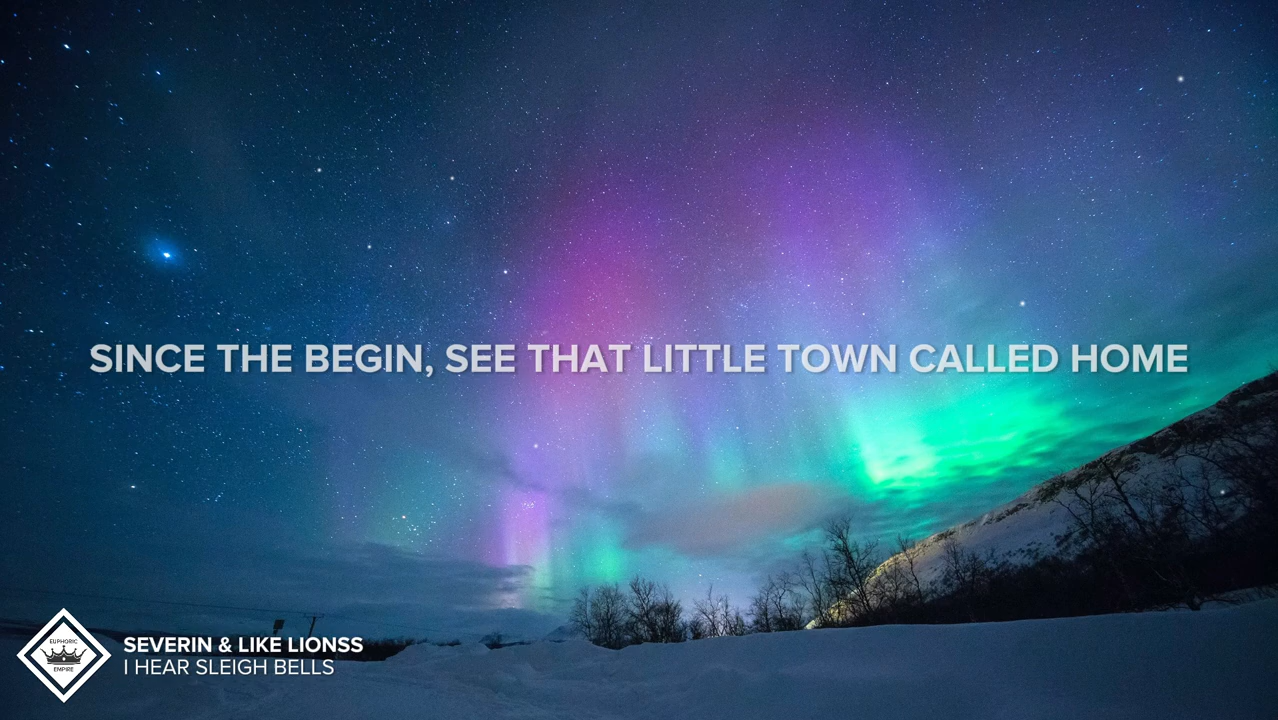 SINCE THE BEGIN, SEE THAT LITTLE TOWN CALLED HOME
EUPHORIC
EMPIRE
SEVERIN & LIKE LIONSS
I HEAR SLEIGH BELLS